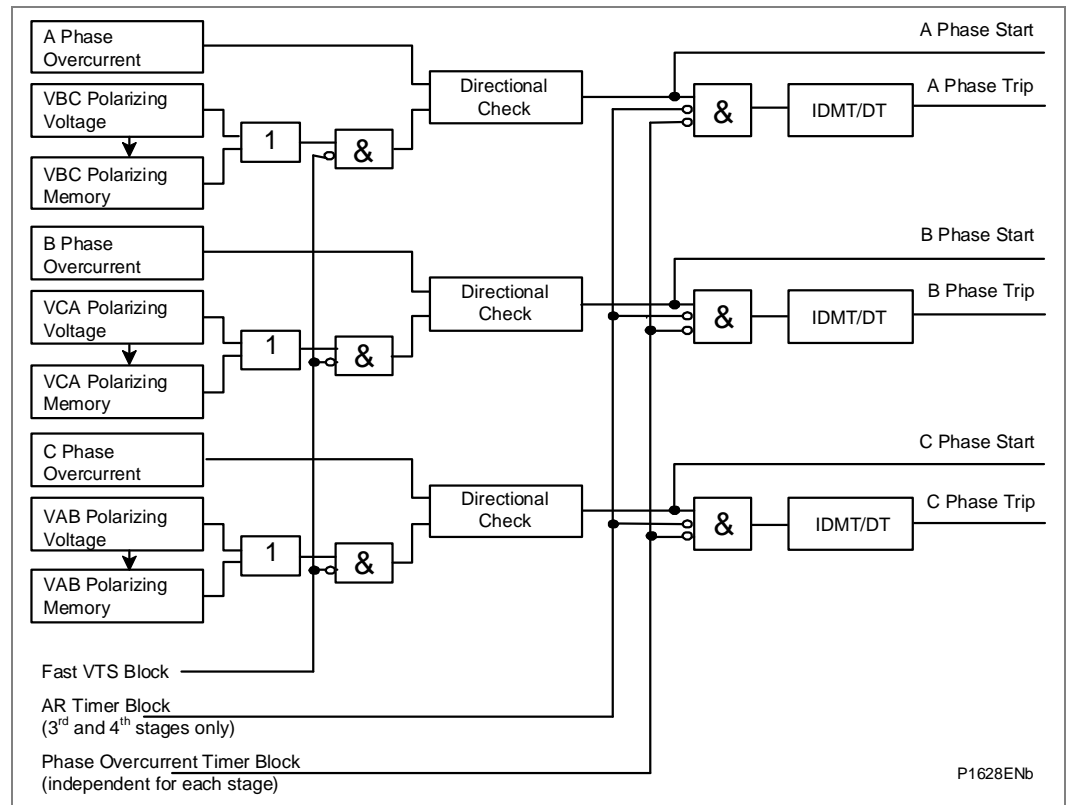 A Phase
Overcurrent
VBC Polarizing
Voltage
VBC Polarizing
Memory
1
&
Directional
Check
&
IDMT/DT
A Phase Start
A Phase Trip
B Phase
Overcurrent
VCA Polarizing
Voltage
VCA Polarizing
Memory
1
&
Directional
Check
&
IDMT/DT
B Phase Start
B Phase Trip
C Phase
Overcurrent
VAB Polarizing
Voltage
VAB Polarizing
Memory
1
&
Directional
Check
&
IDMT/DT
C Phase Start
C Phase Trip
Fast VTS Block
AR Timer Block
(3rd and 4th stages only)
Phase Overcurrent Timer Block
(independent for each stage)
P1628ENb